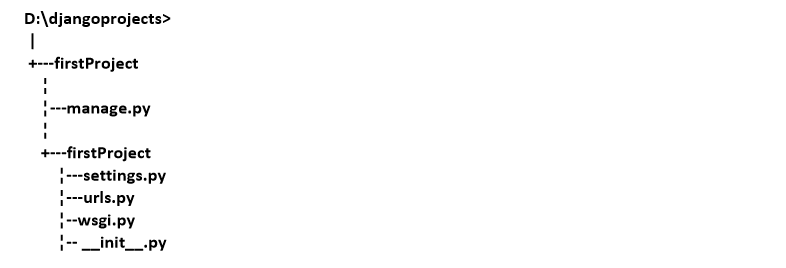 D:\djangoprojects>
|
+---firstProject
¦
¦---manage.py
¦
+---firstProject
¦---settings.py
¦---urls.py
¦--wsgi.py
¦-- __init__.py